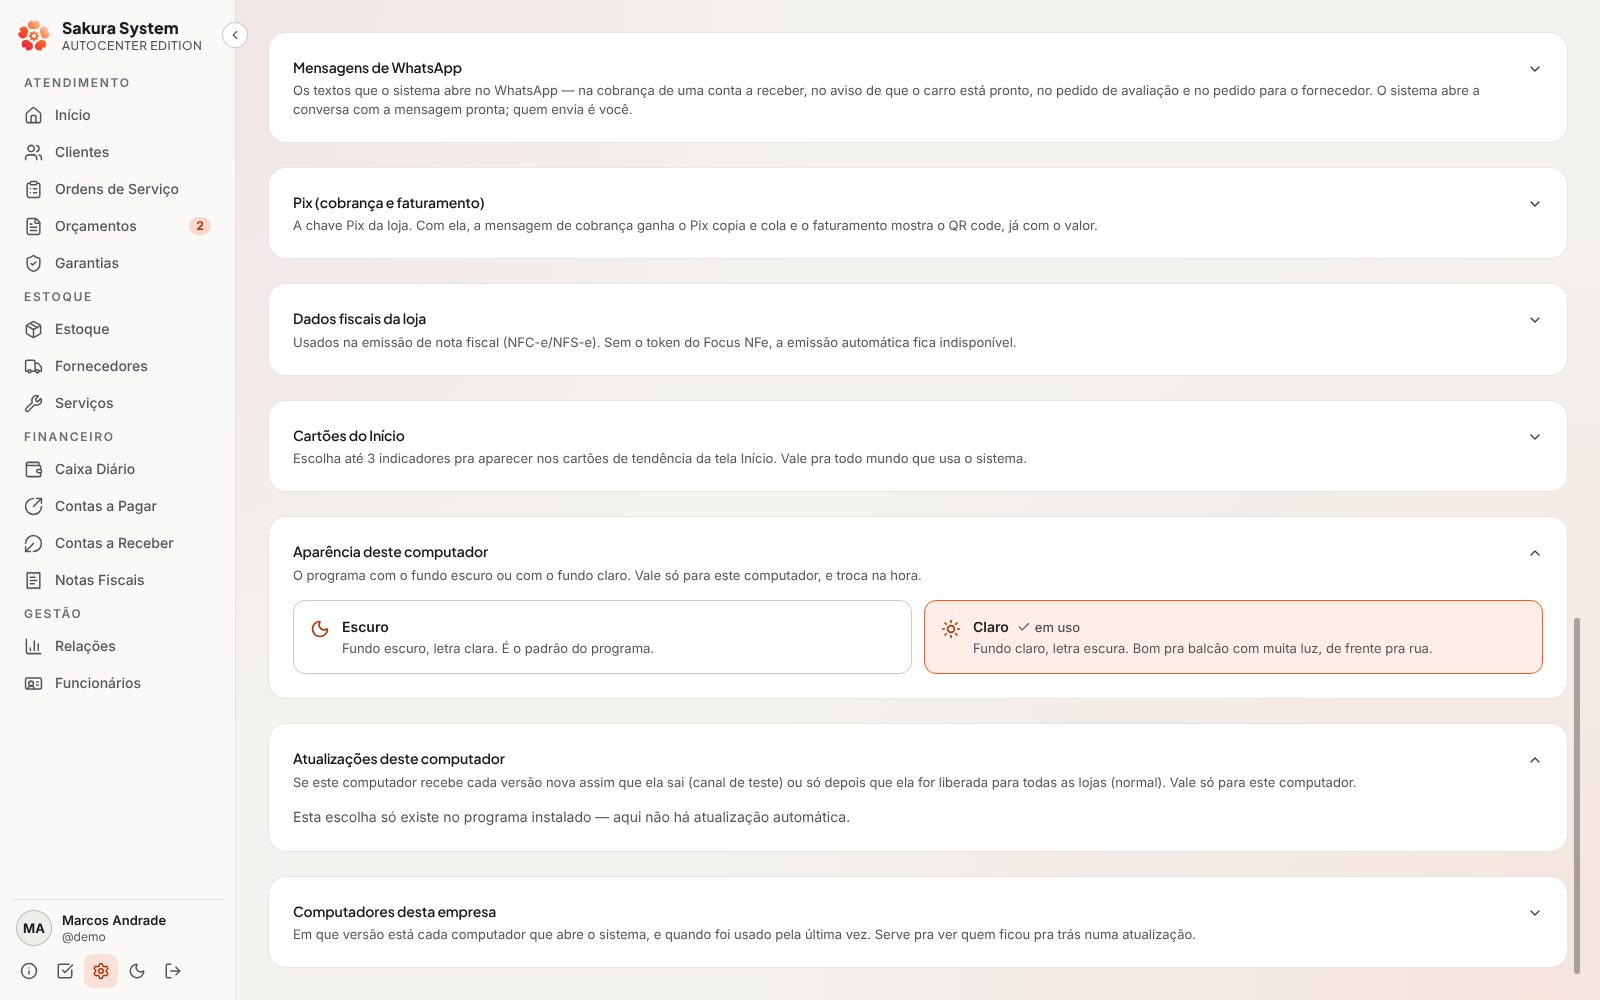 Sakura System
AUTOCENTER EDITION
ATENDIMENTO
Início
Clientes
Ordens de Serviço
Orçamentos 2
Garantias
ESTOQUE
Estoque
Fornecedores
Serviços
FINANCEIRO
Caixa Diário
Contas a Pagar
Contas a Receber
Notas Fiscais
GESTÃO
Relações
Funcionários
MA
Marcos Andrade
@demo
Mensagens de WhatsApp
Os textos que o sistema abre no WhatsApp — na cobrança de uma conta a receber, no aviso de que o carro está pronto, no pedido de avaliação e no pedido para o fornecedor. O sistema abre a
conversa com a mensagem pronta; quem envia é você.
Pix (cobrança e faturamento)
A chave Pix da loja. Com ela, a mensagem de cobrança ganha o Pix copia e cola e o faturamento mostra o QR code, já com o valor.
Dados fiscais da loja
Usados na emissão de nota fiscal (NFC-e/NFS-e). Sem o token do Focus NFe, a emissão automática fica indisponível.
Cartões do Início
Escolha até 3 indicadores pra aparecer nos cartões de tendência da tela Início. Vale pra todo mundo que usa o sistema.
Aparência deste computador
O programa com o fundo escuro ou com o fundo claro. Vale só para este computador, e troca na hora.
Escuro
Fundo escuro, letra clara. É o padrão do programa.
Claro em uso
Fundo claro, letra escura. Bom pra balcão com muita luz, de frente pra rua.
Atualizações deste computador
Se este computador recebe cada versão nova assim que ela sai (canal de teste) ou só depois que ela for liberada para todas as lojas (normal). Vale só para este computador.
Esta escolha só existe no programa instalado — aqui não há atualização automática.
Computadores desta empresa
Em que versão está cada computador que abre o sistema, e quando foi usado pela última vez. Serve pra ver quem ficou pra trás numa atualização.